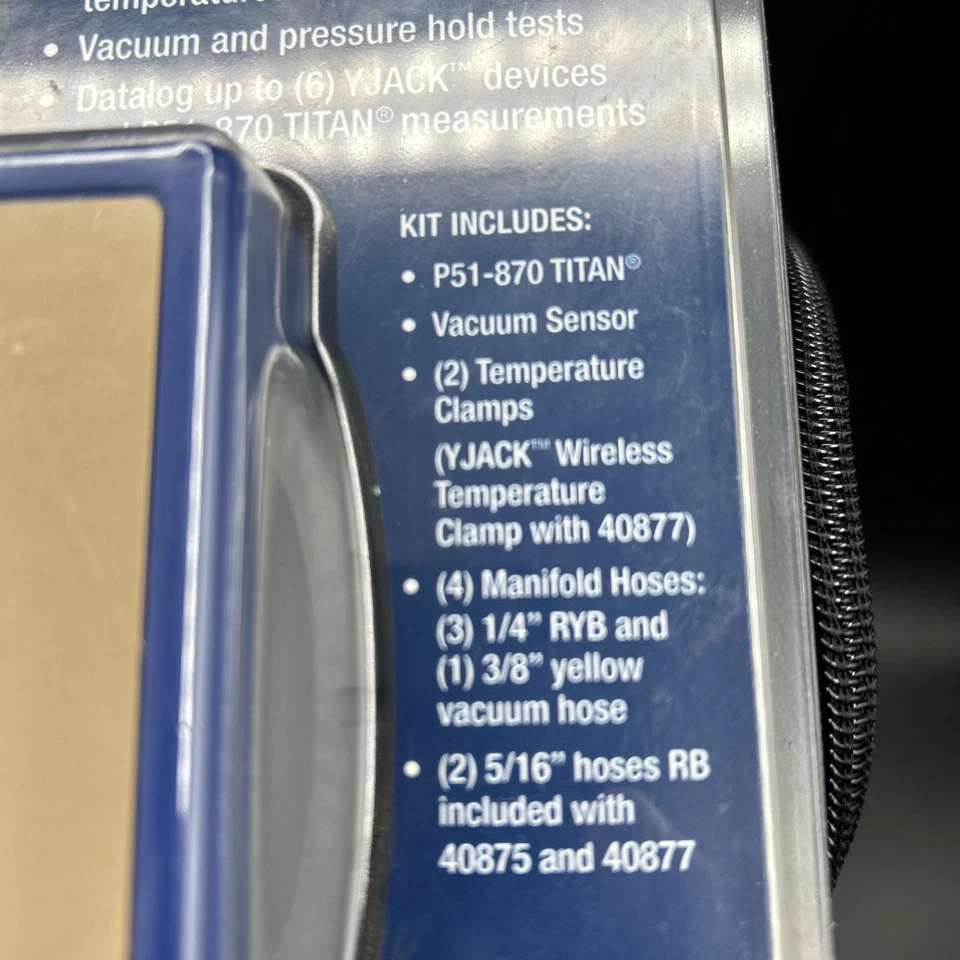 temperatures
• Vacuum and pressure hold tests
• Datalog up to (6) YJACK™ devices
P51-870 TITAN® measurements
KIT INCLUDES:
• P51-870 TITAN®
• Vacuum Sensor
• (2) Temperature
Clamps
(YJACK™ Wireless
Temperature
Clamp with 40877)
• (4) Manifold Hoses:
(3) 1/4” RYB and
(1) 3/8” yellow
vacuum hose
• (2) 5/16” hoses RB
included with
40875 and 40877